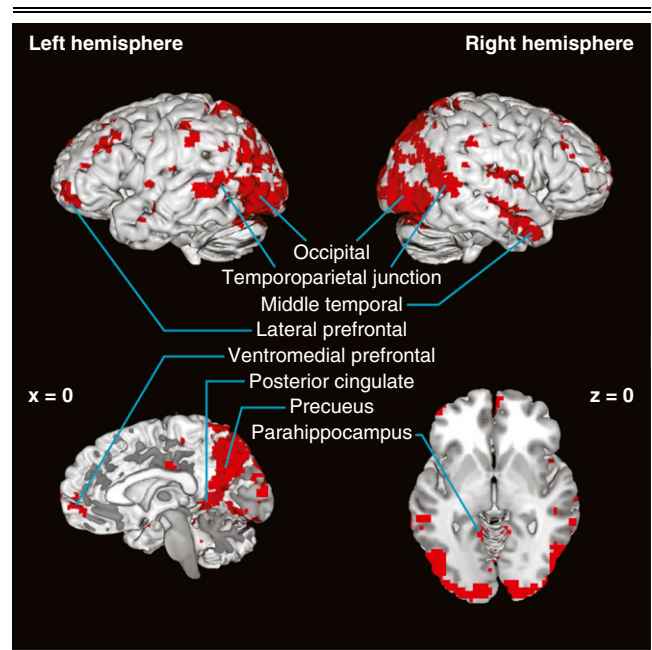 Left hemisphere
Right hemisphere
Occipital
Temporoparietal junction
Middle temporal
Lateral prefrontal
Ventromedial prefrontal
Posterior cingulate
x = 0
Precueus
z = 0
Parahippocampus